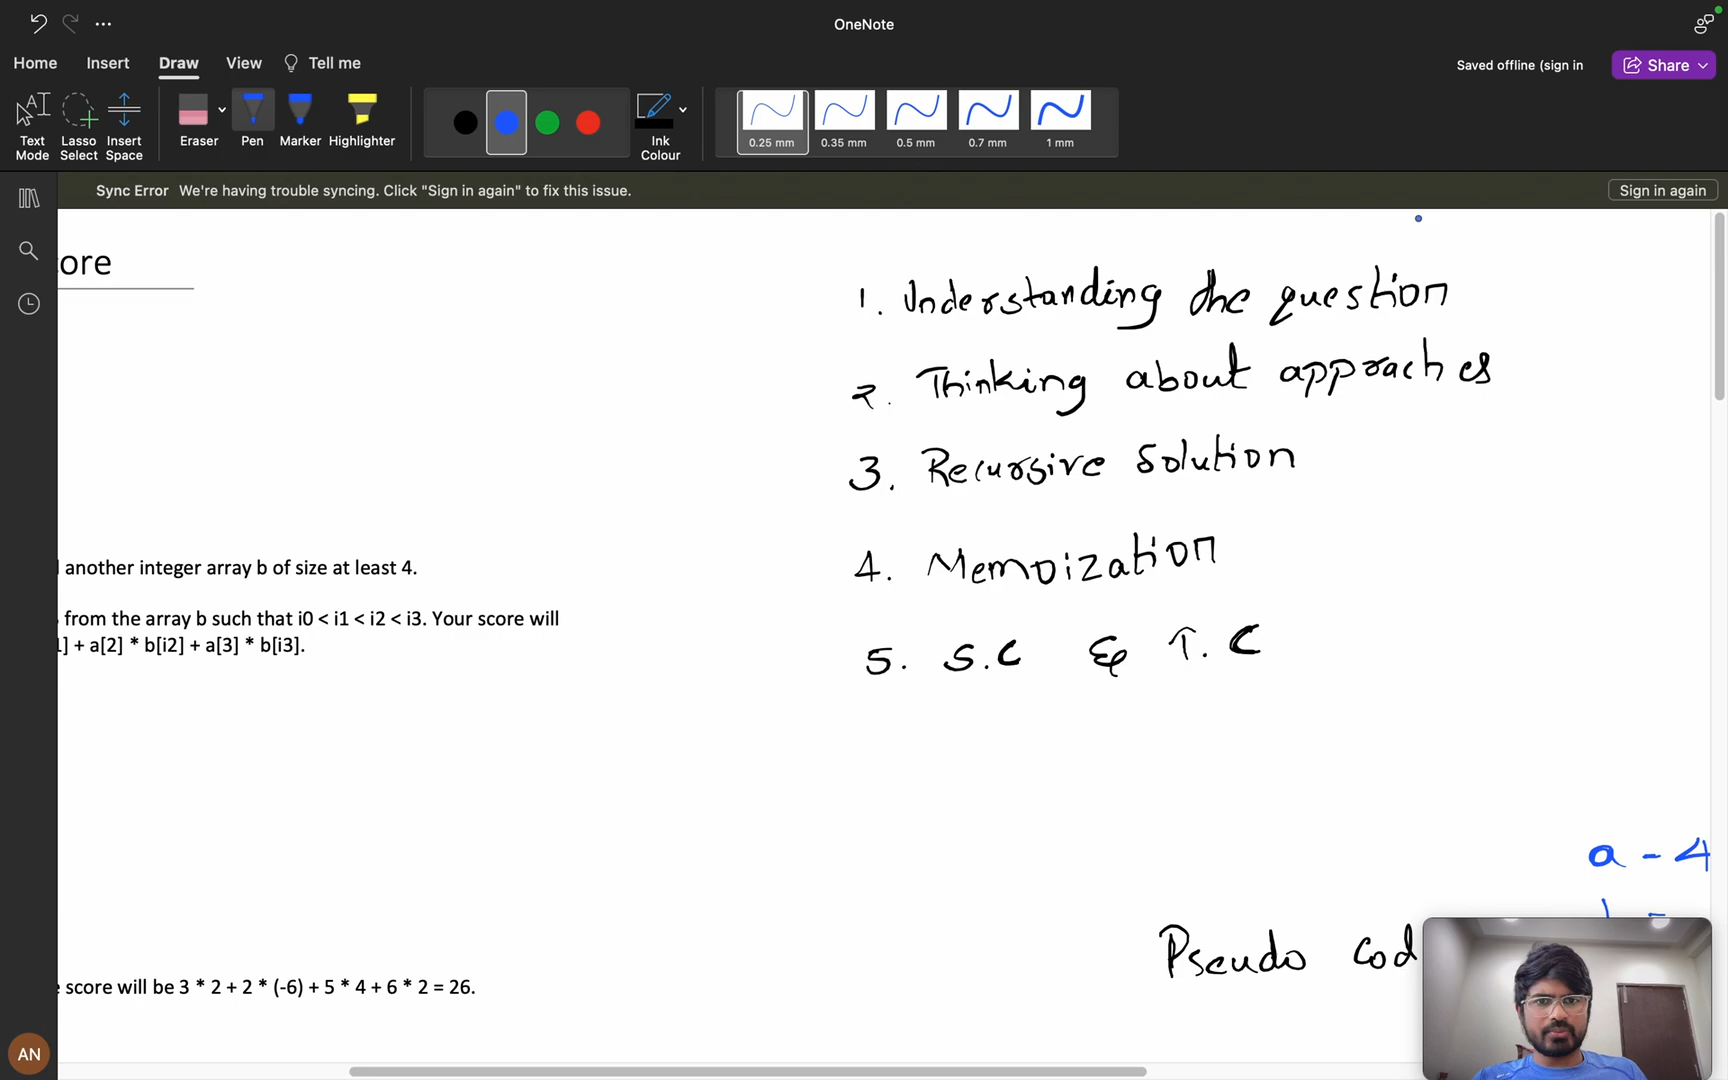 OneNote
Home Insert Draw View Tell me
Saved offline (sign in
Share
Text Mode
Lasso Select
Insert Space
Eraser
Pen
Marker
Highlighter
Ink Colour
0.25 mm
0.35 mm
0.5 mm
0.7 mm
1 mm
Sync Error We're having trouble syncing. Click "Sign in again" to fix this issue.
Sign in again
ore
1. Understanding the question
2. Thinking about approaches
3. Recursive Solution
4. Memoization
5. S.C & T.C
another integer array b of size at least 4.
from the array b such that i0 < i1 < i2 < i3. Your score will
1] + a[2] * b[i2] + a[3] * b[i3].
a - 4
Pseudo cod
score will be 3 * 2 + 2 * (-6) + 5 * 4 + 6 * 2 = 26.
AN